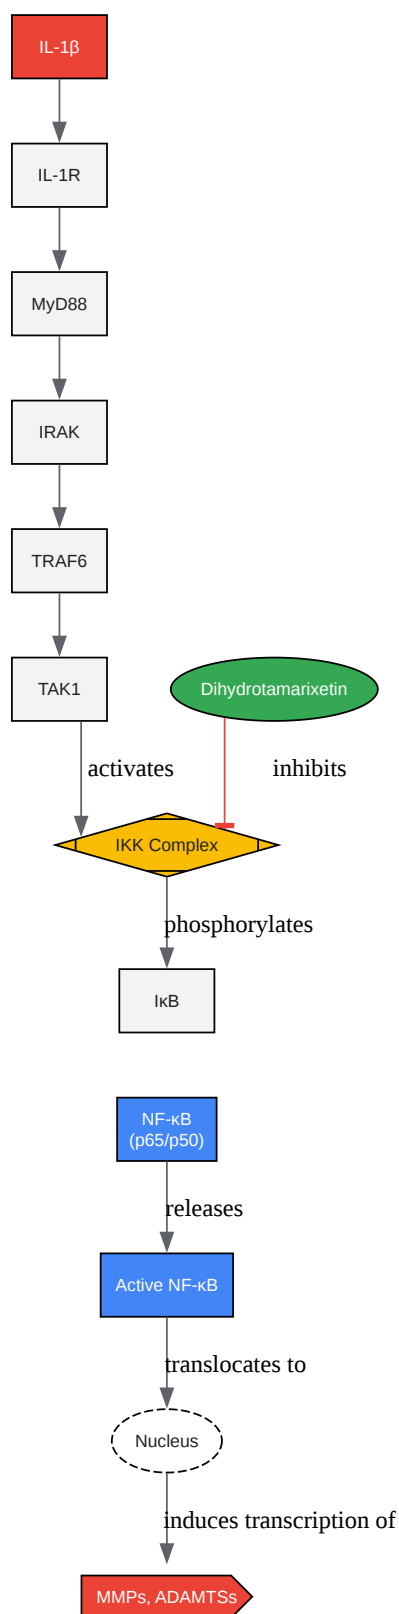 IL-1β
IL-1R
MyD88
IRAK
TRAF6
TAK1
Dihydrotamarixetin
activates
inhibits
IKK Complex
phosphorylates
IκB
NF-κB
(p65/p50)
releases
Active NF-κB
translocates to
Nucleus
induces transcription of
MMPs, ADAMTSs